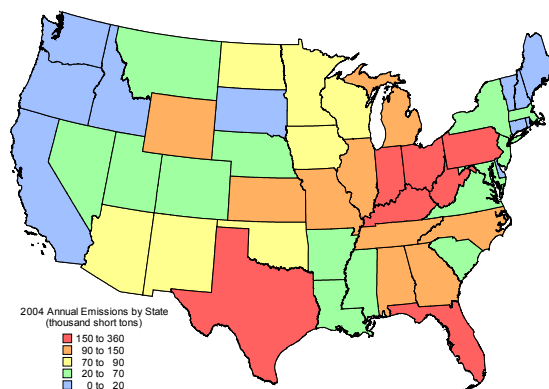 2004 Annual Emissions by State
(thousand short tons)
150 to 360
90 to 150
70 to 90
20 to 70
0 to 20